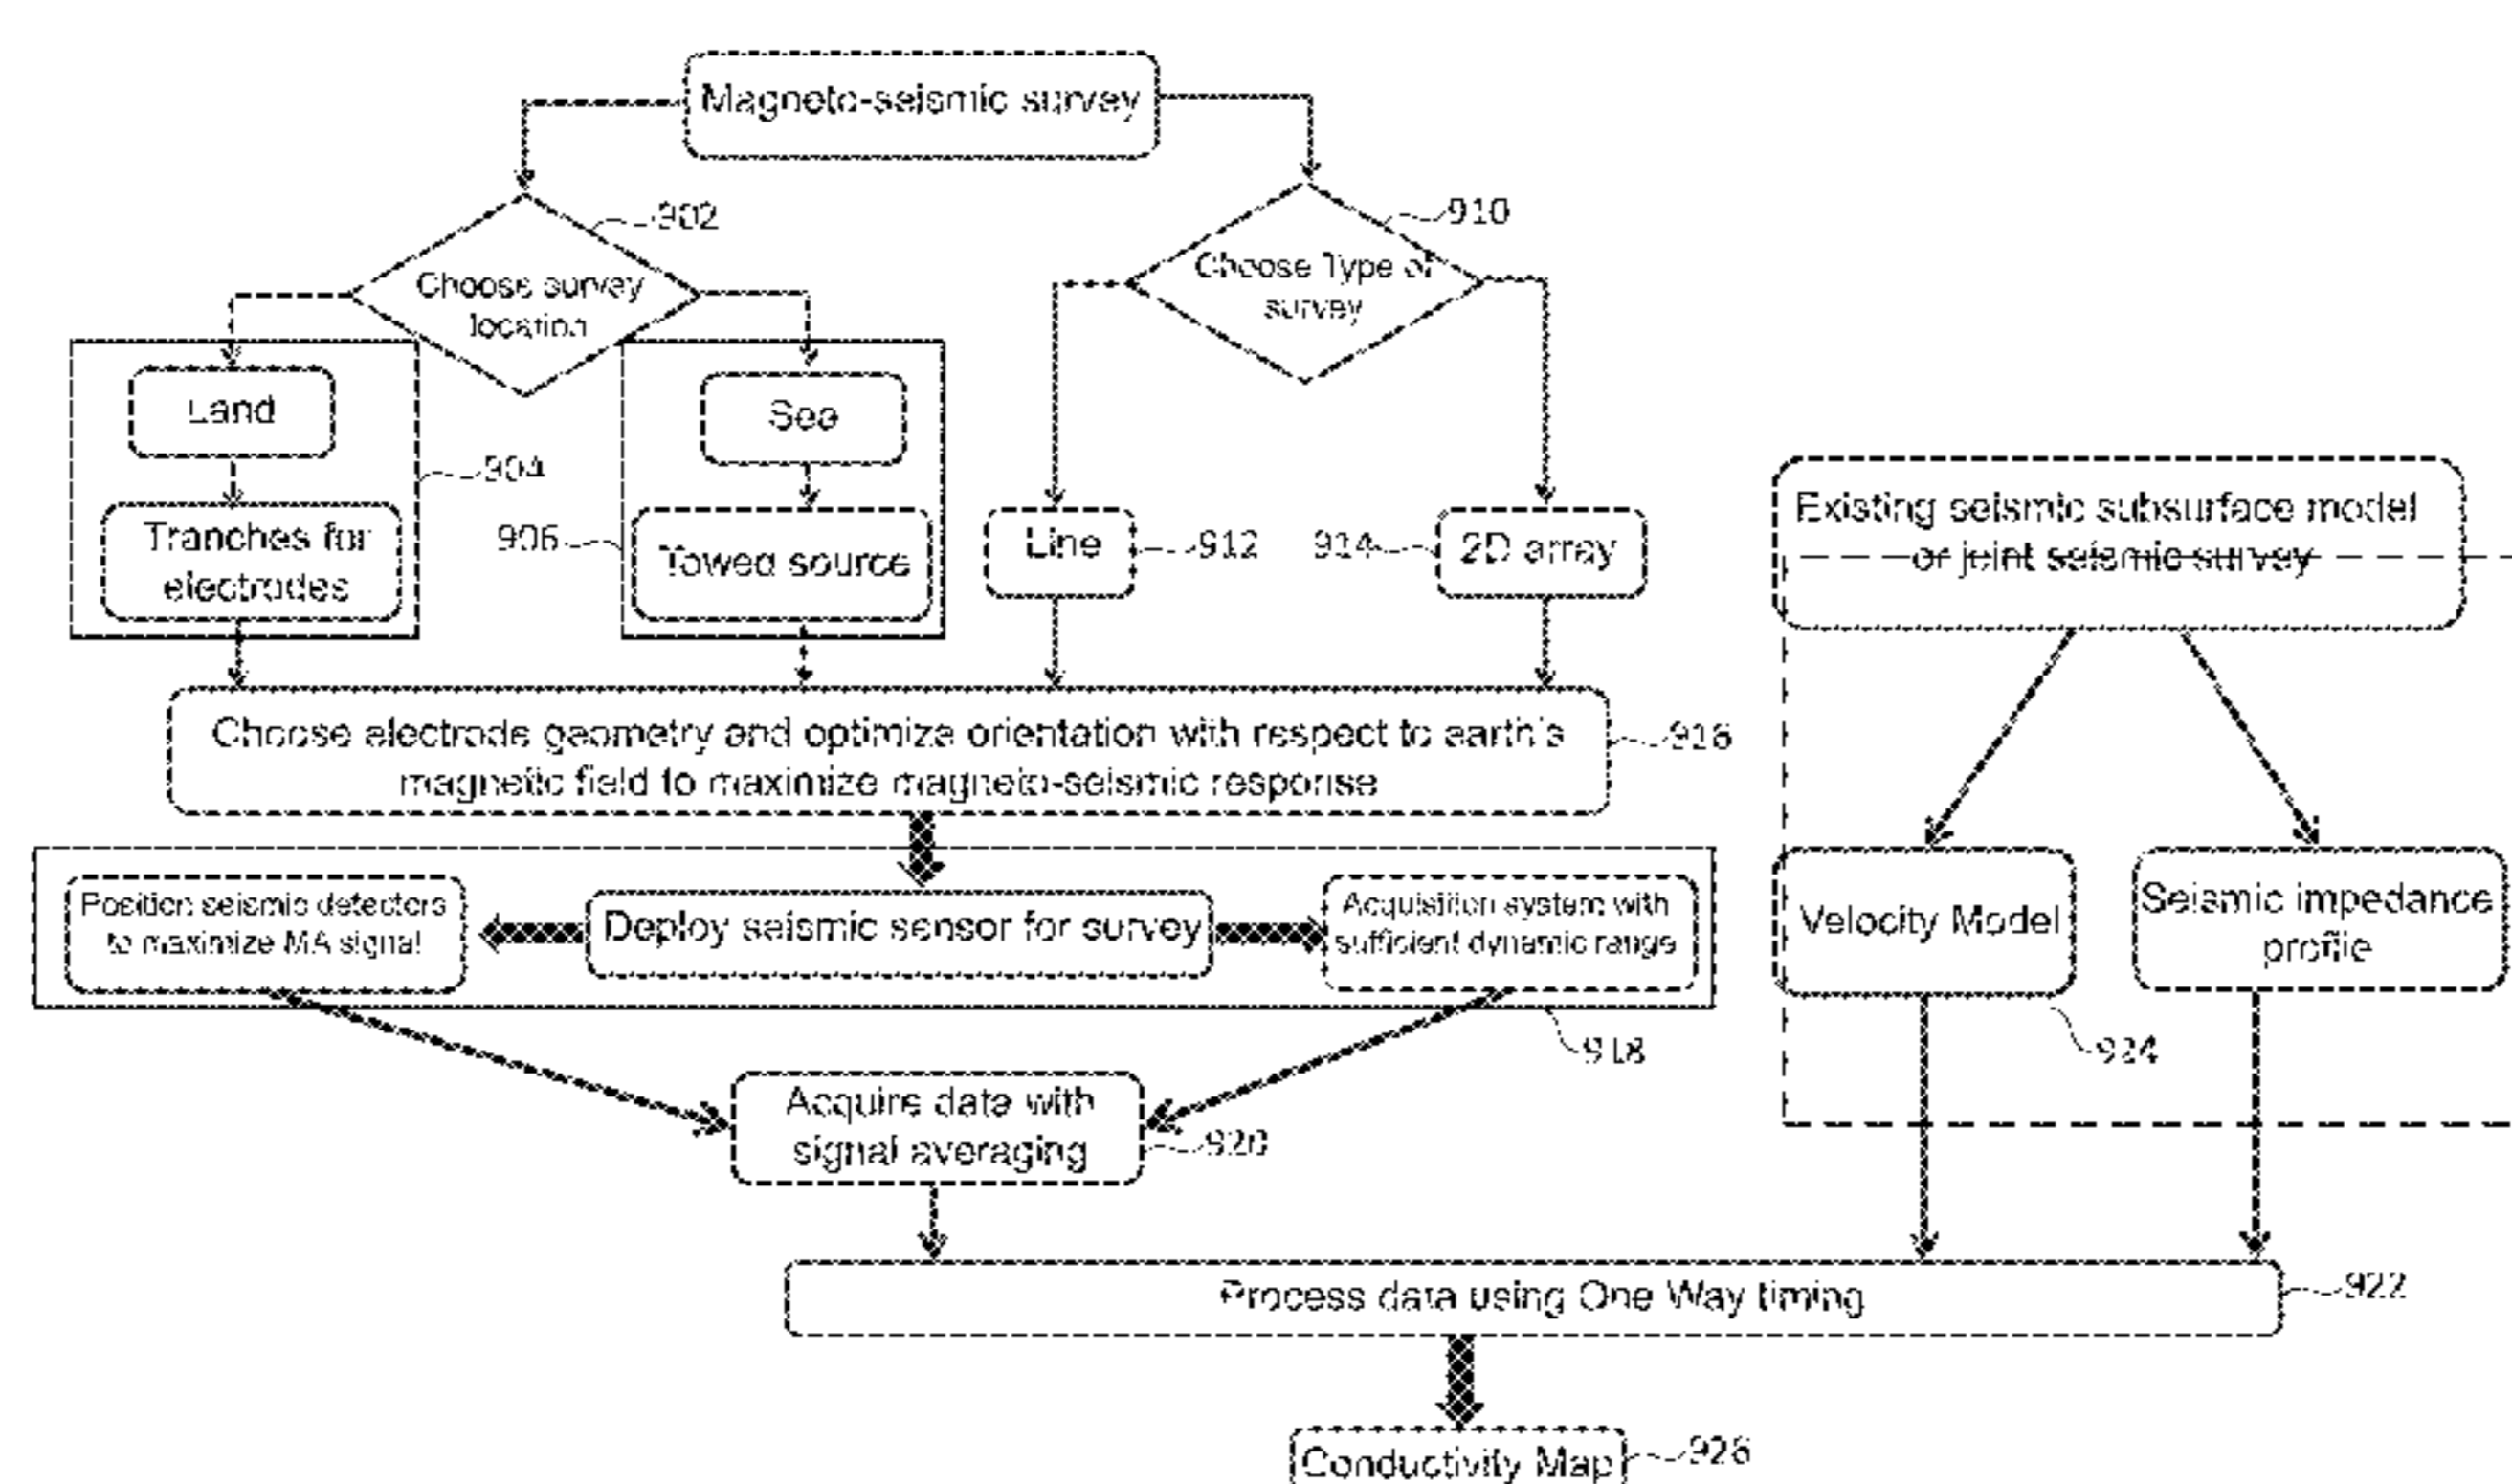 Magneto-seismic survey
902
910
Choose survey
location
Choose Type of
survey
Land
Sea
904
Tranches for
electrodes
906
Towed source
Line
912
914
2D array
Existing seismic subsurface model
or joint seismic survey
Choose electrode geometry and optimize orientation with respect to earth's
magnetic field to maximize magneto-seismic response
916
Position seismic detectors
to maximize MA signal
Deploy seismic sensor for survey
Acquisition system with
sufficient dynamic range
Velocity Model
Seismic impedance
profile
918
924
Acquire data with
signal averaging
920
Process data using One Way timing
922
Conductivity Map
926